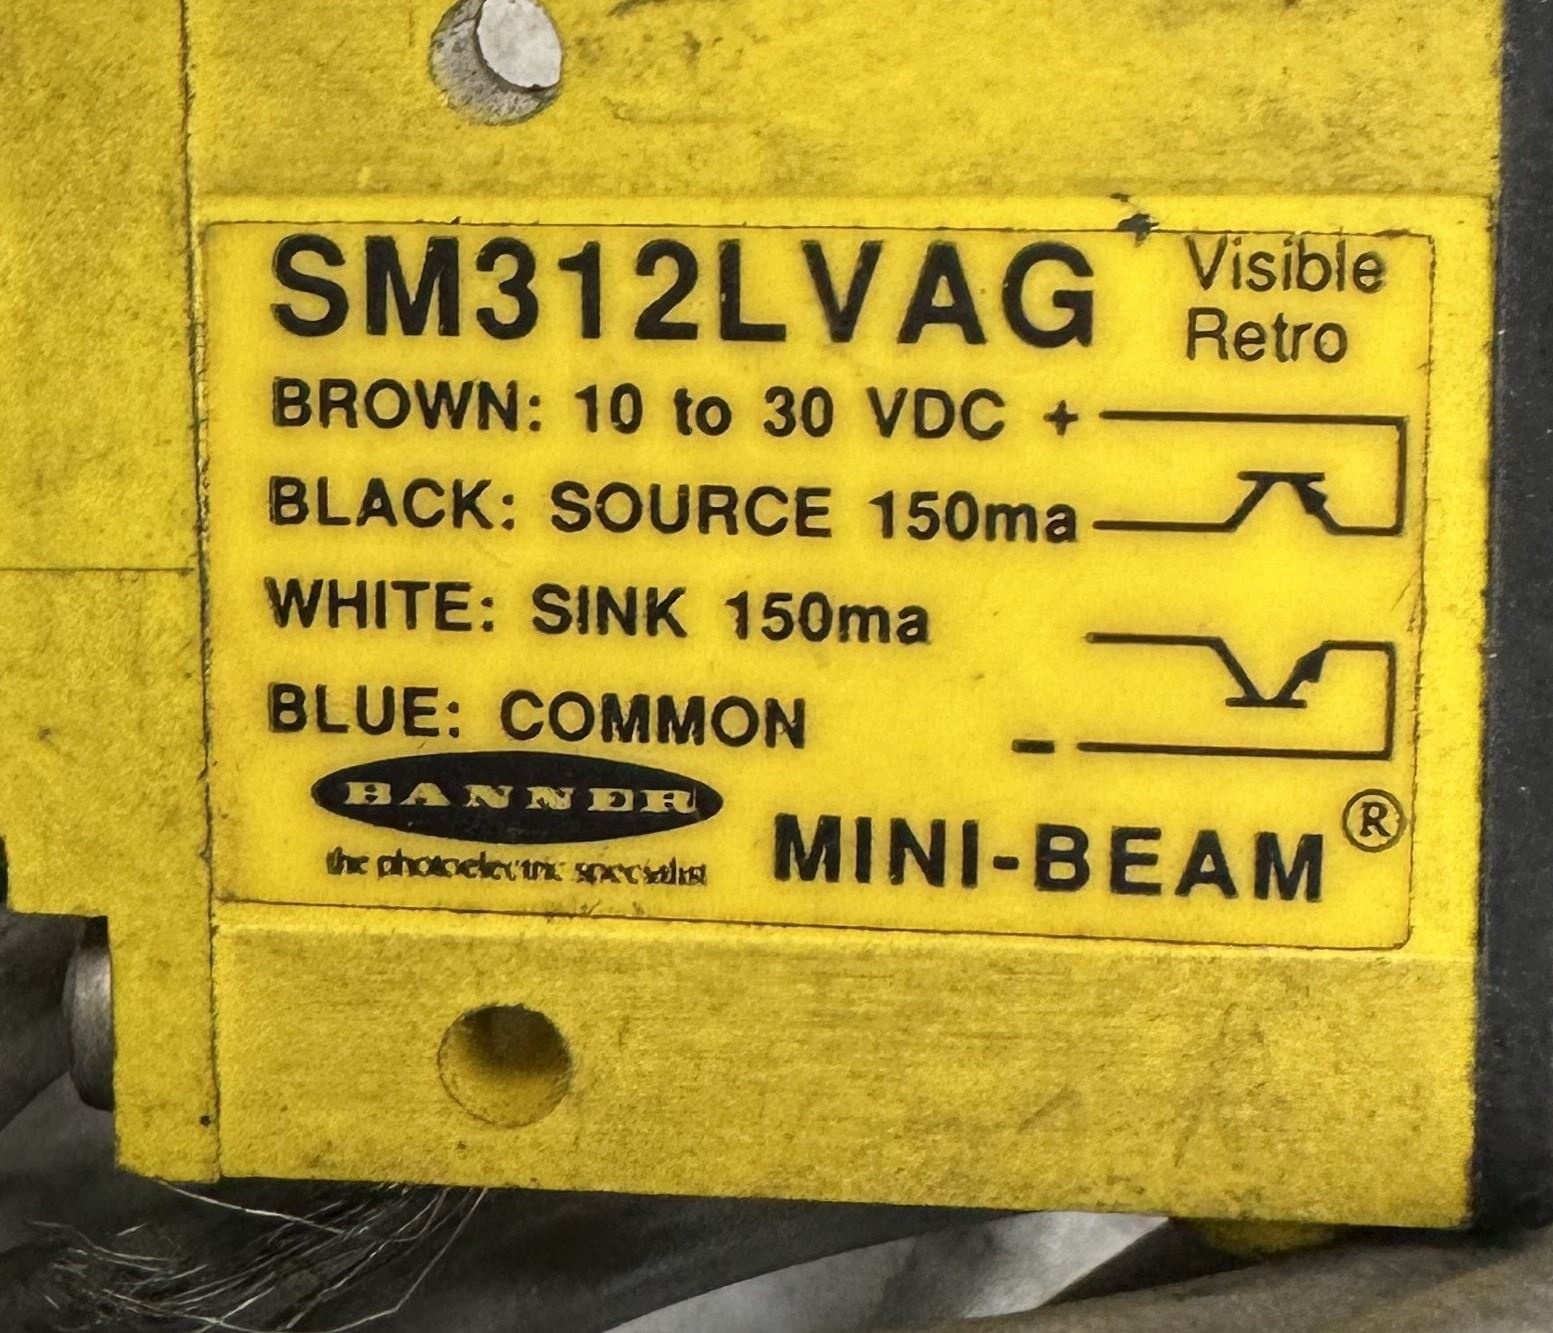 SM312LVAG Visible
Retro
BROWN: 10 to 30 VDC +
BLACK: SOURCE 150ma
WHITE: SINK 150ma
BLUE: COMMON -
BANNER
the photoelectric specialist
MINI-BEAM®